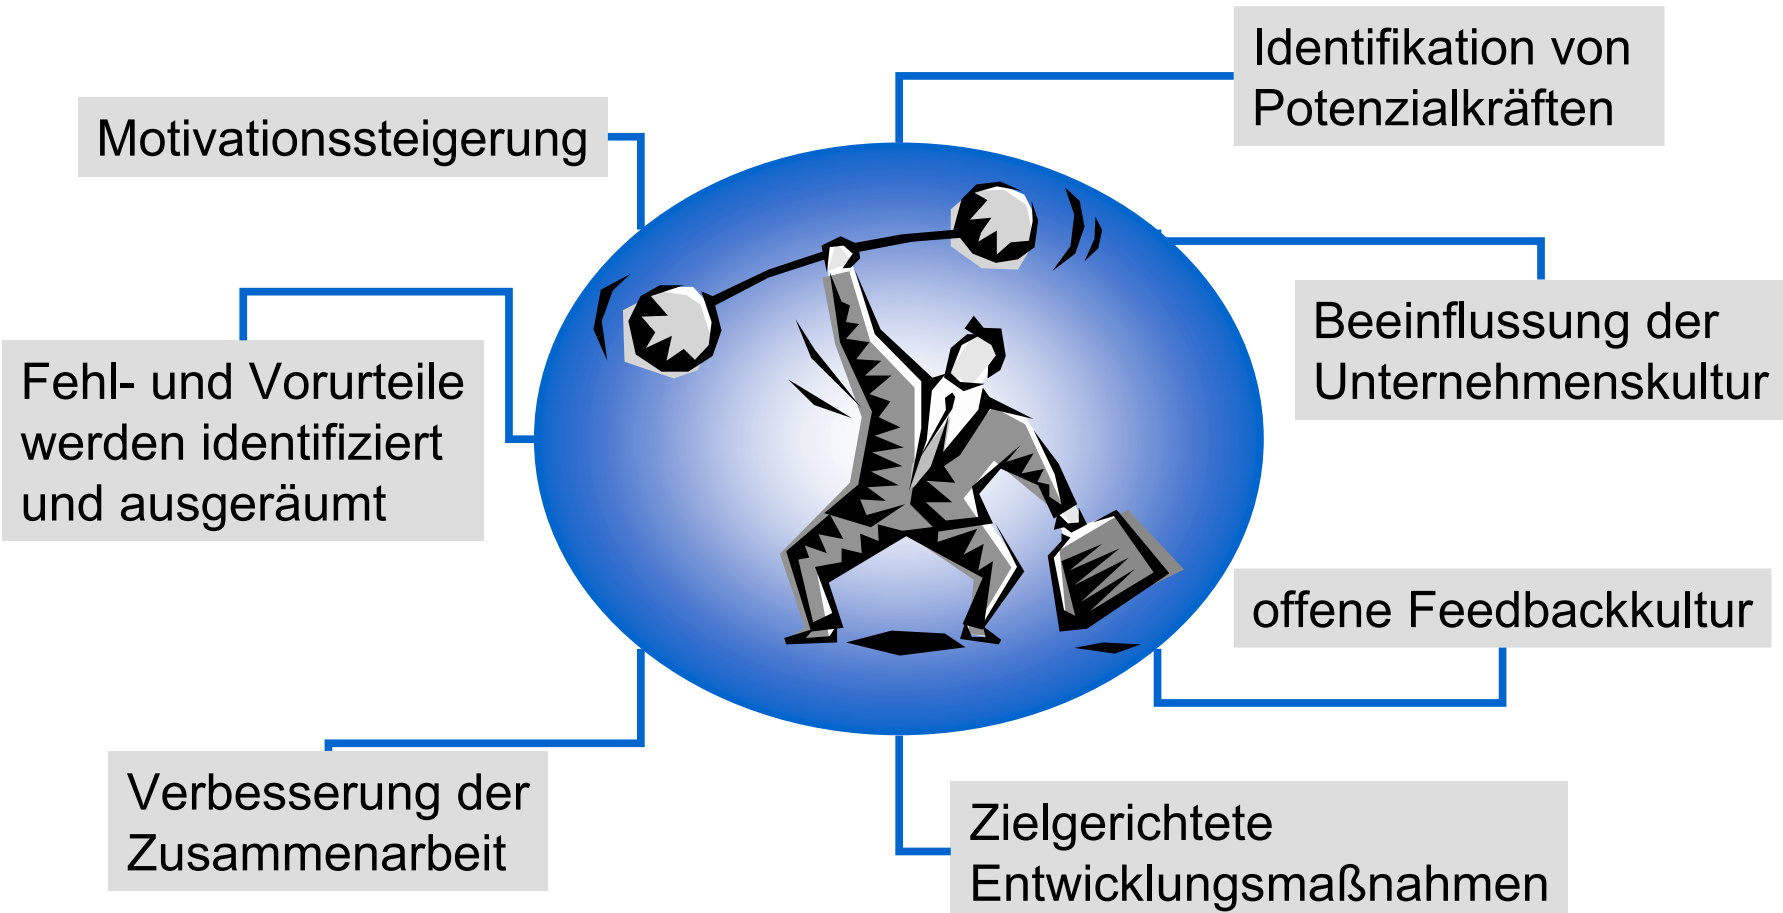 Identifikation von
Potenzialkräften
Motivationssteigerung
Beeinflussung der
Unternehmenskultur
Fehl- und Vorurteile
werden identifiziert
und ausgeräumt
offene Feedbackkultur
Verbesserung der
Zusammenarbeit
Zielgerichtete
Entwicklungsmaßnahmen